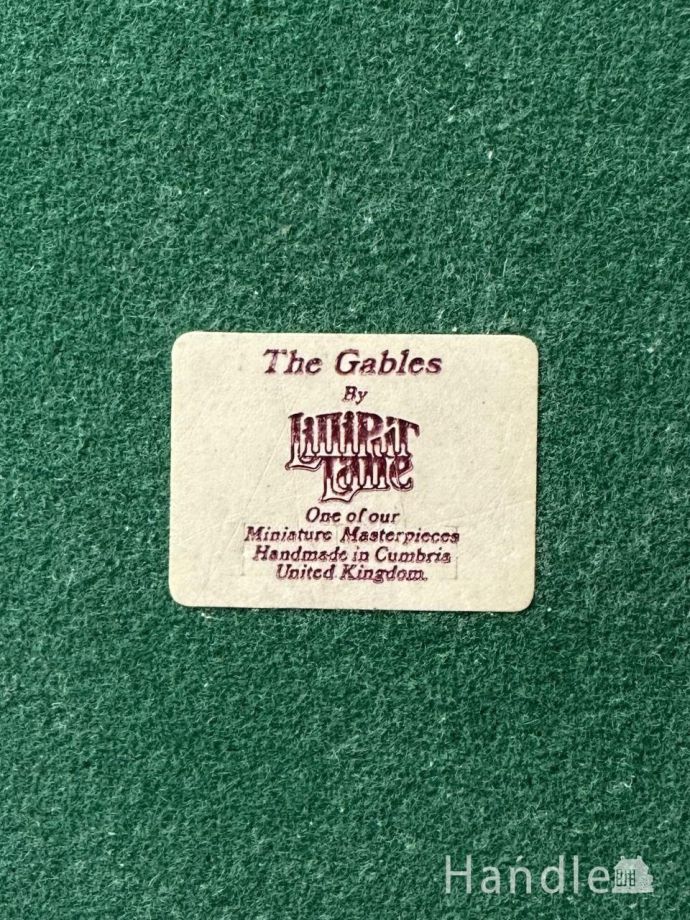 The Gables
By
Lilliput
Lane
One of our
Miniature Masterpieces
Handmade in Cumbria
United Kingdom.
Handle